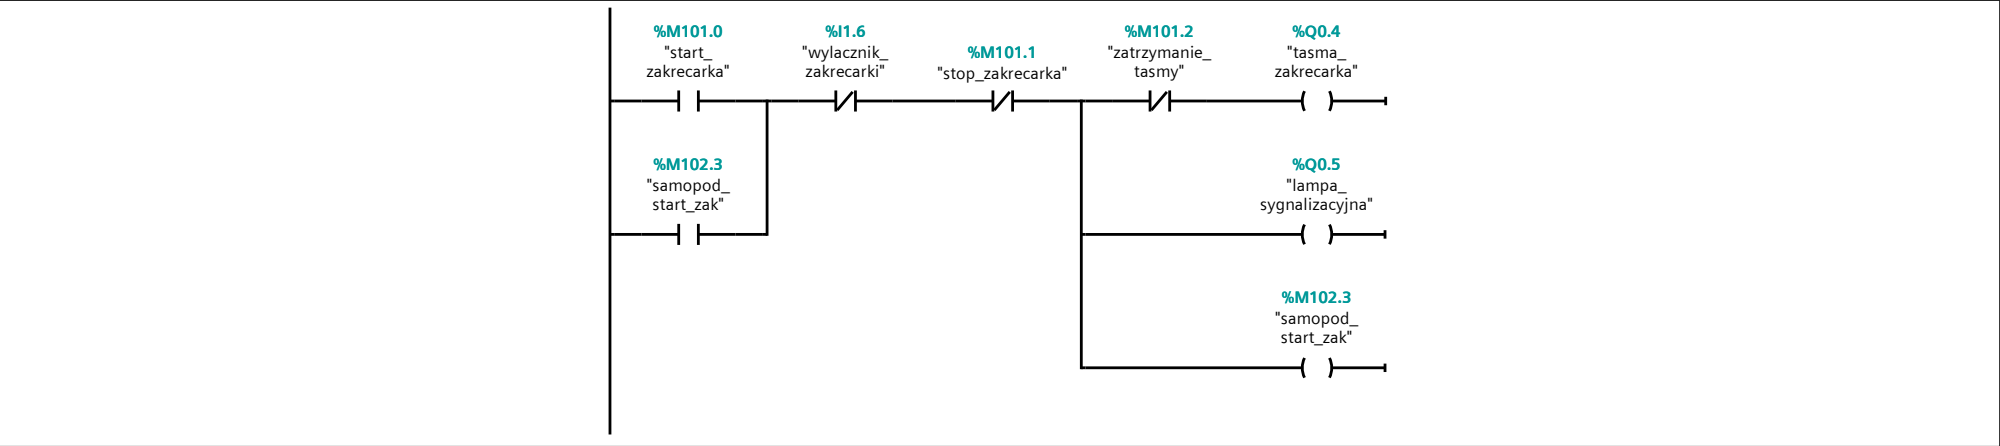 %M101.0
"start_
zakrecarka"
%I1.6
"wylacznik_
zakrecarki"
%M101.1
"stop_zakrecarka"
%M101.2
"zatrzymanie_
tasmy"
%Q0.4
"tasma_
zakrecarka"
%M102.3
"samopod_
start_zak"
%Q0.5
"lampa_
sygnalizacyjna"
%M102.3
"samopod_
start_zak"